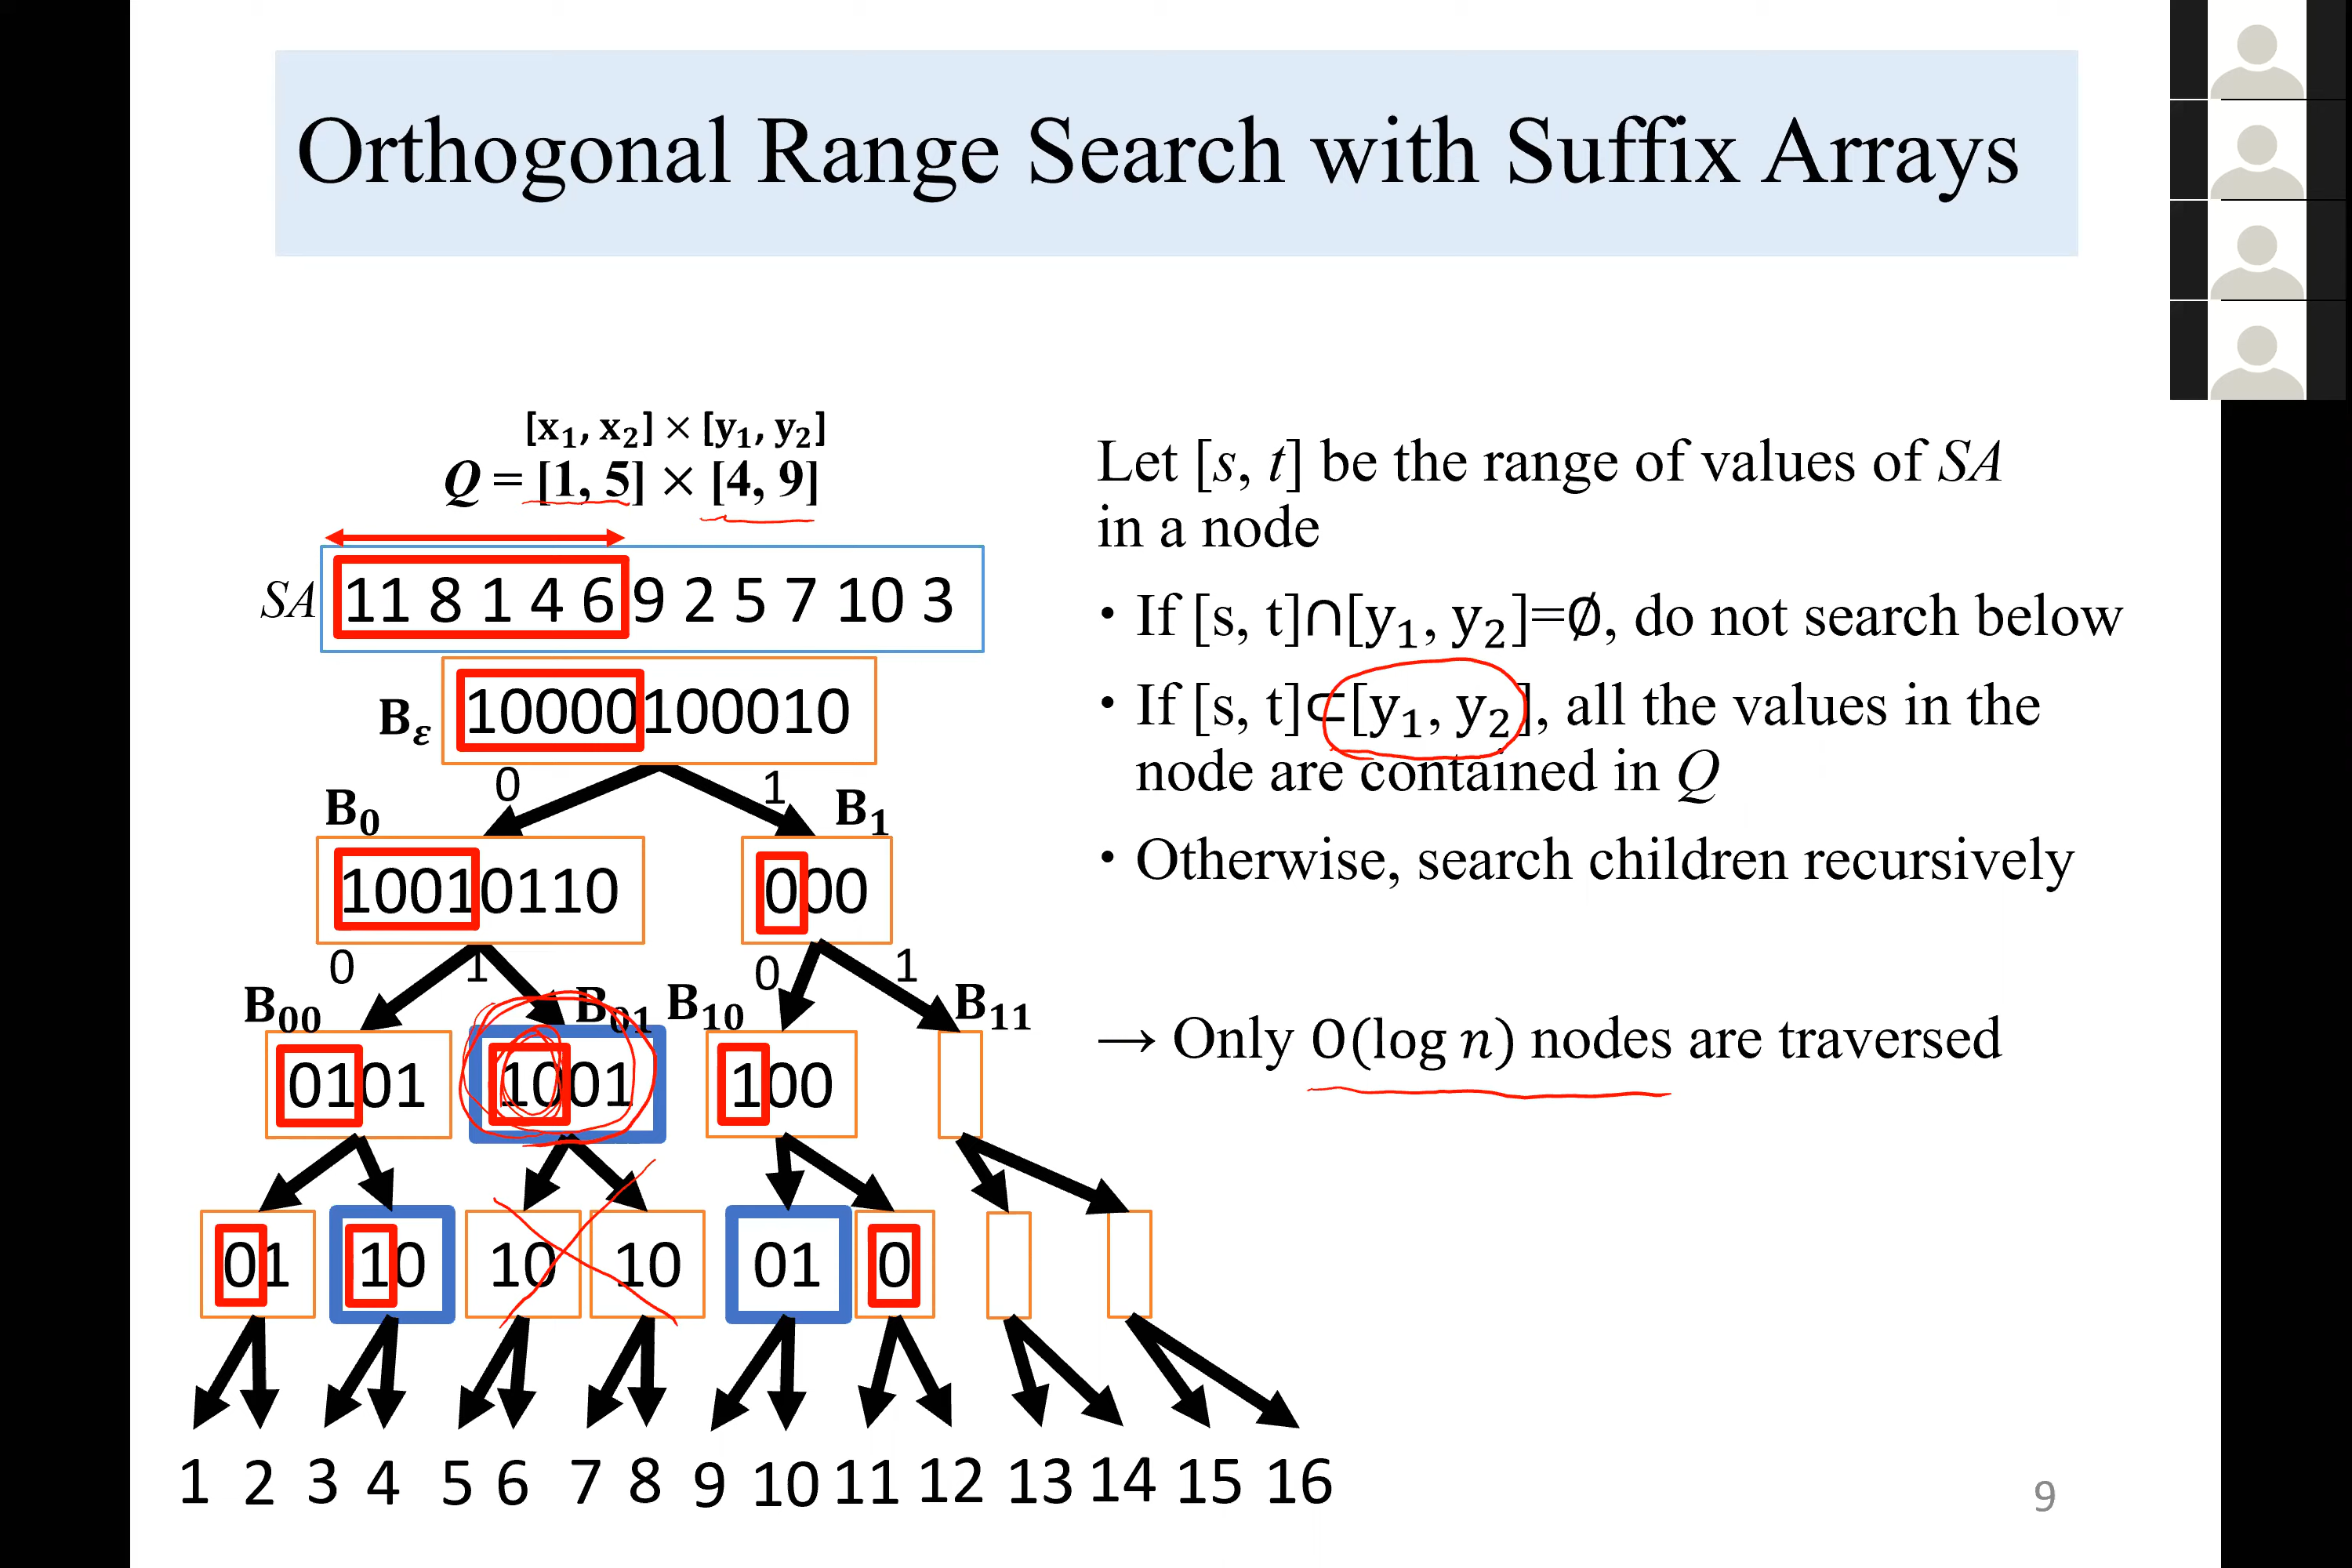 Orthogonal Range Search with Suffix Arrays
[x₁, x₂] × [y₁, y₂]
Q = [1, 5] × [4, 9]
SA 11 8 1 4 6 9 2 5 7 10 3
B_ε 10000100010
0 1
B₀ B₁
10010110 000
0 1 0 1
B₀₀ B₀₁ B₁₀ B₁₁
0101 1001 100
01 10 10 10 01 0
1 2 3 4 5 6 7 8 9 10 11 12 13 14 15 16
Let [s, t] be the range of values of SA
in a node
• If [s, t]∩[y₁, y₂]=∅, do not search below
• If [s, t]⊂[y₁, y₂], all the values in the
node are contained in Q
• Otherwise, search children recursively
→ Only O(log n) nodes are traversed
9